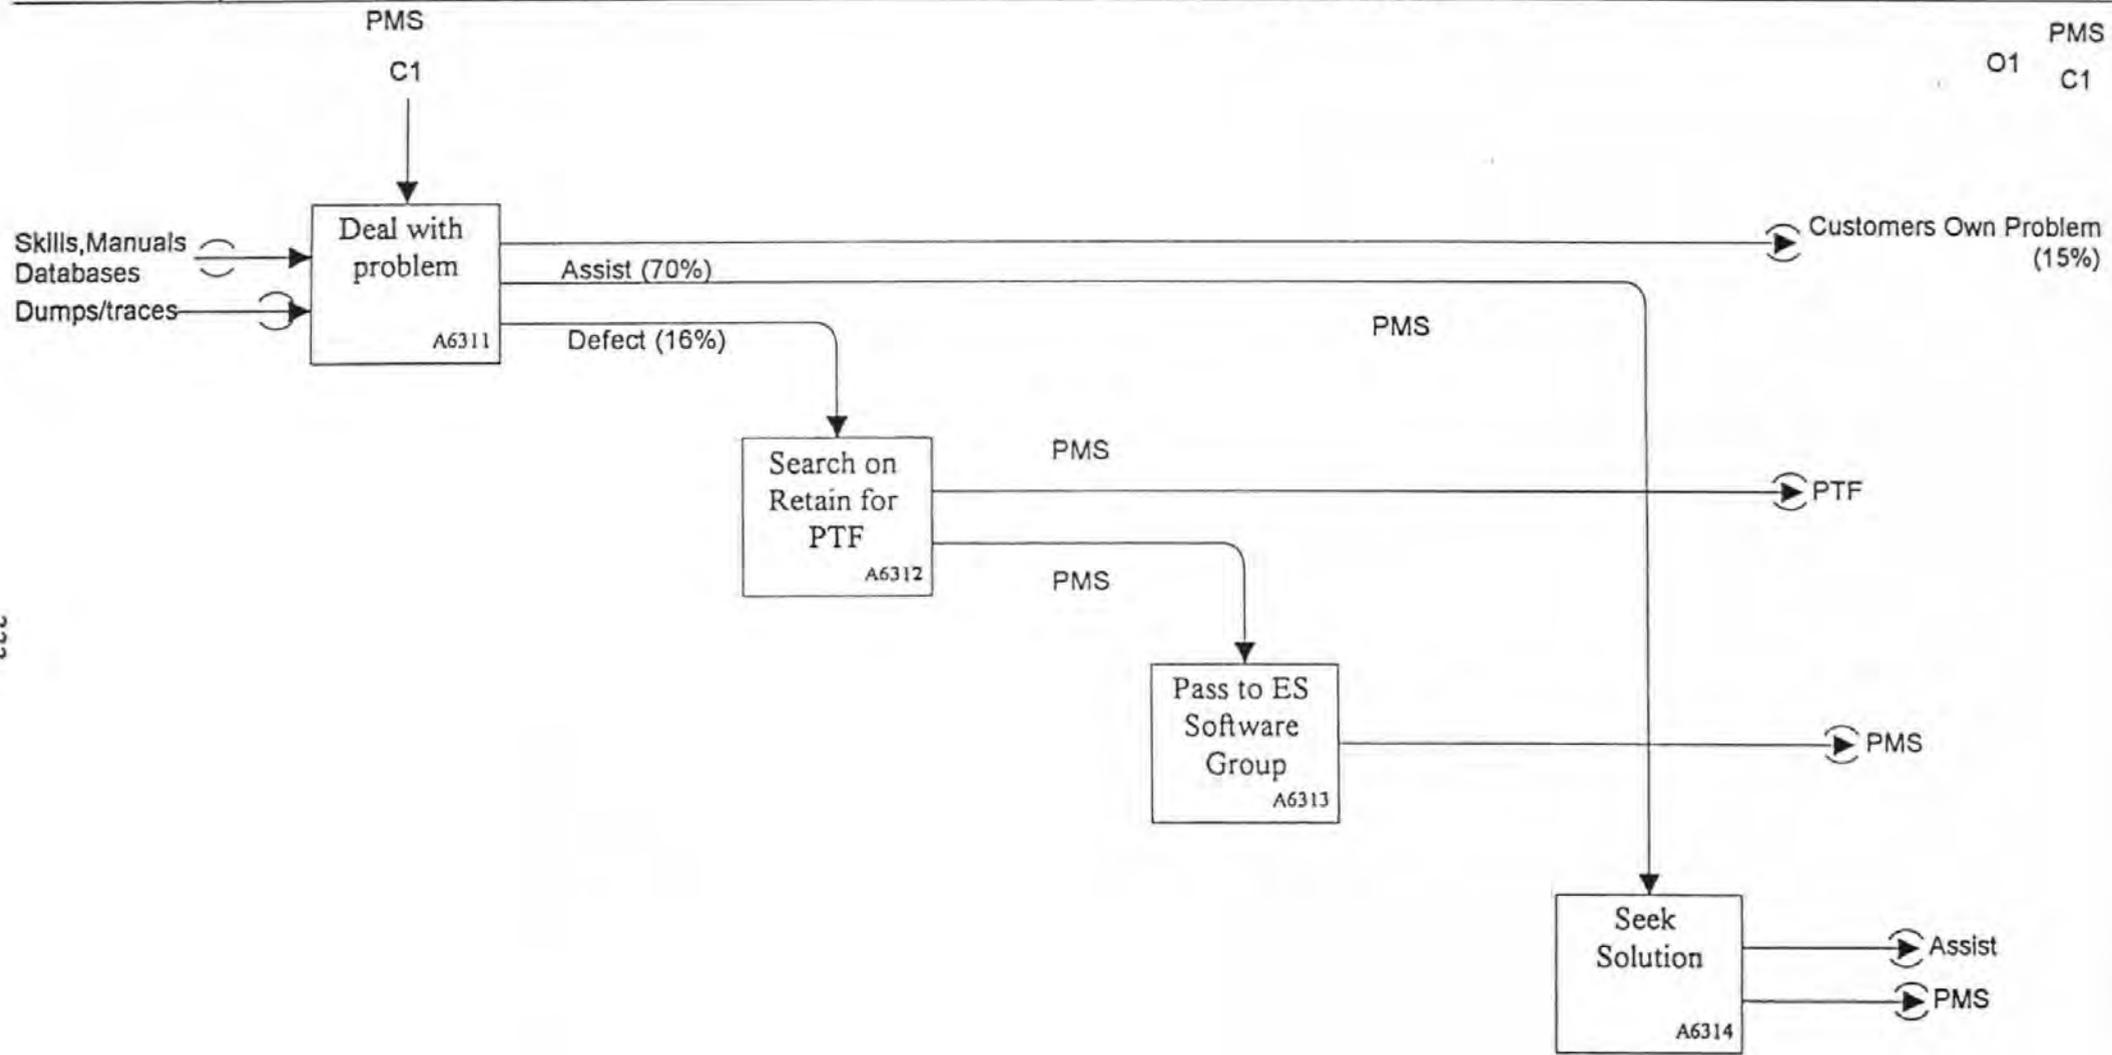 PMS
C1
PMS
O1
C1
Deal with
problem
A6311
Skills,Manuals
Databases
Dumps/traces
Customers Own Problem
(15%)
Assist (70%)
Defect (16%)
PMS
Search on
Retain for
PTF
A6312
PMS
PTF
PMS
Pass to ES
Software
Group
A6313
PMS
Seek
Solution
A6314
Assist
PMS